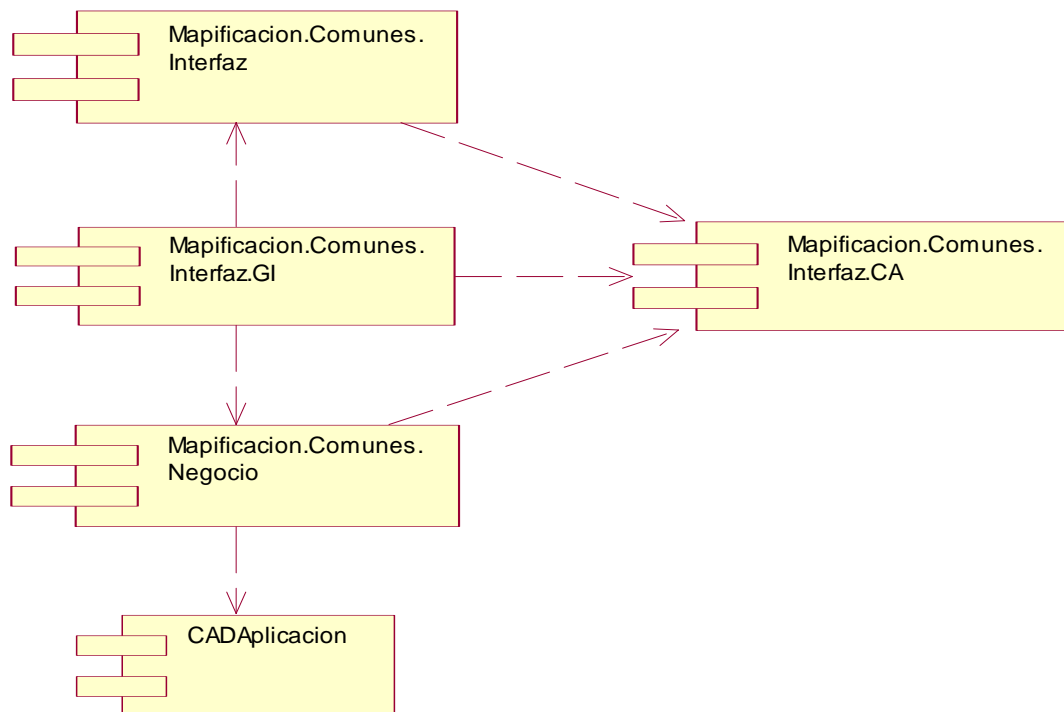 Mapificacion.Comunes.
Interfaz
Mapificacion.Comunes.
Interfaz.GI
Mapificacion.Comunes.
Interfaz.CA
Mapificacion.Comunes.
Negocio
CADAplicacion